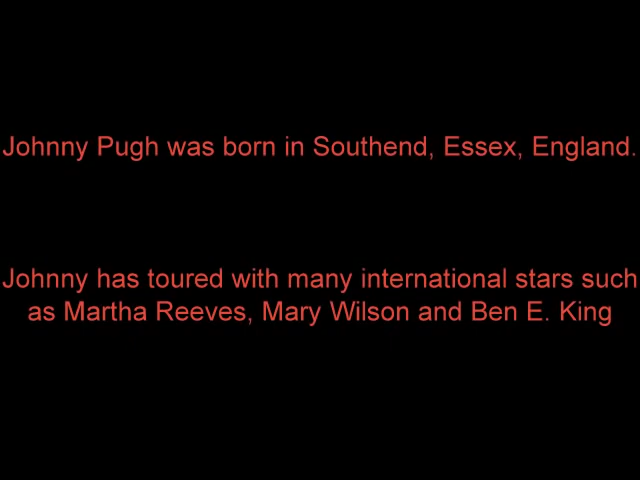 Johnny Pugh was born in Southend, Essex, England.
Johnny has toured with many international stars such
as Martha Reeves, Mary Wilson and Ben E. King